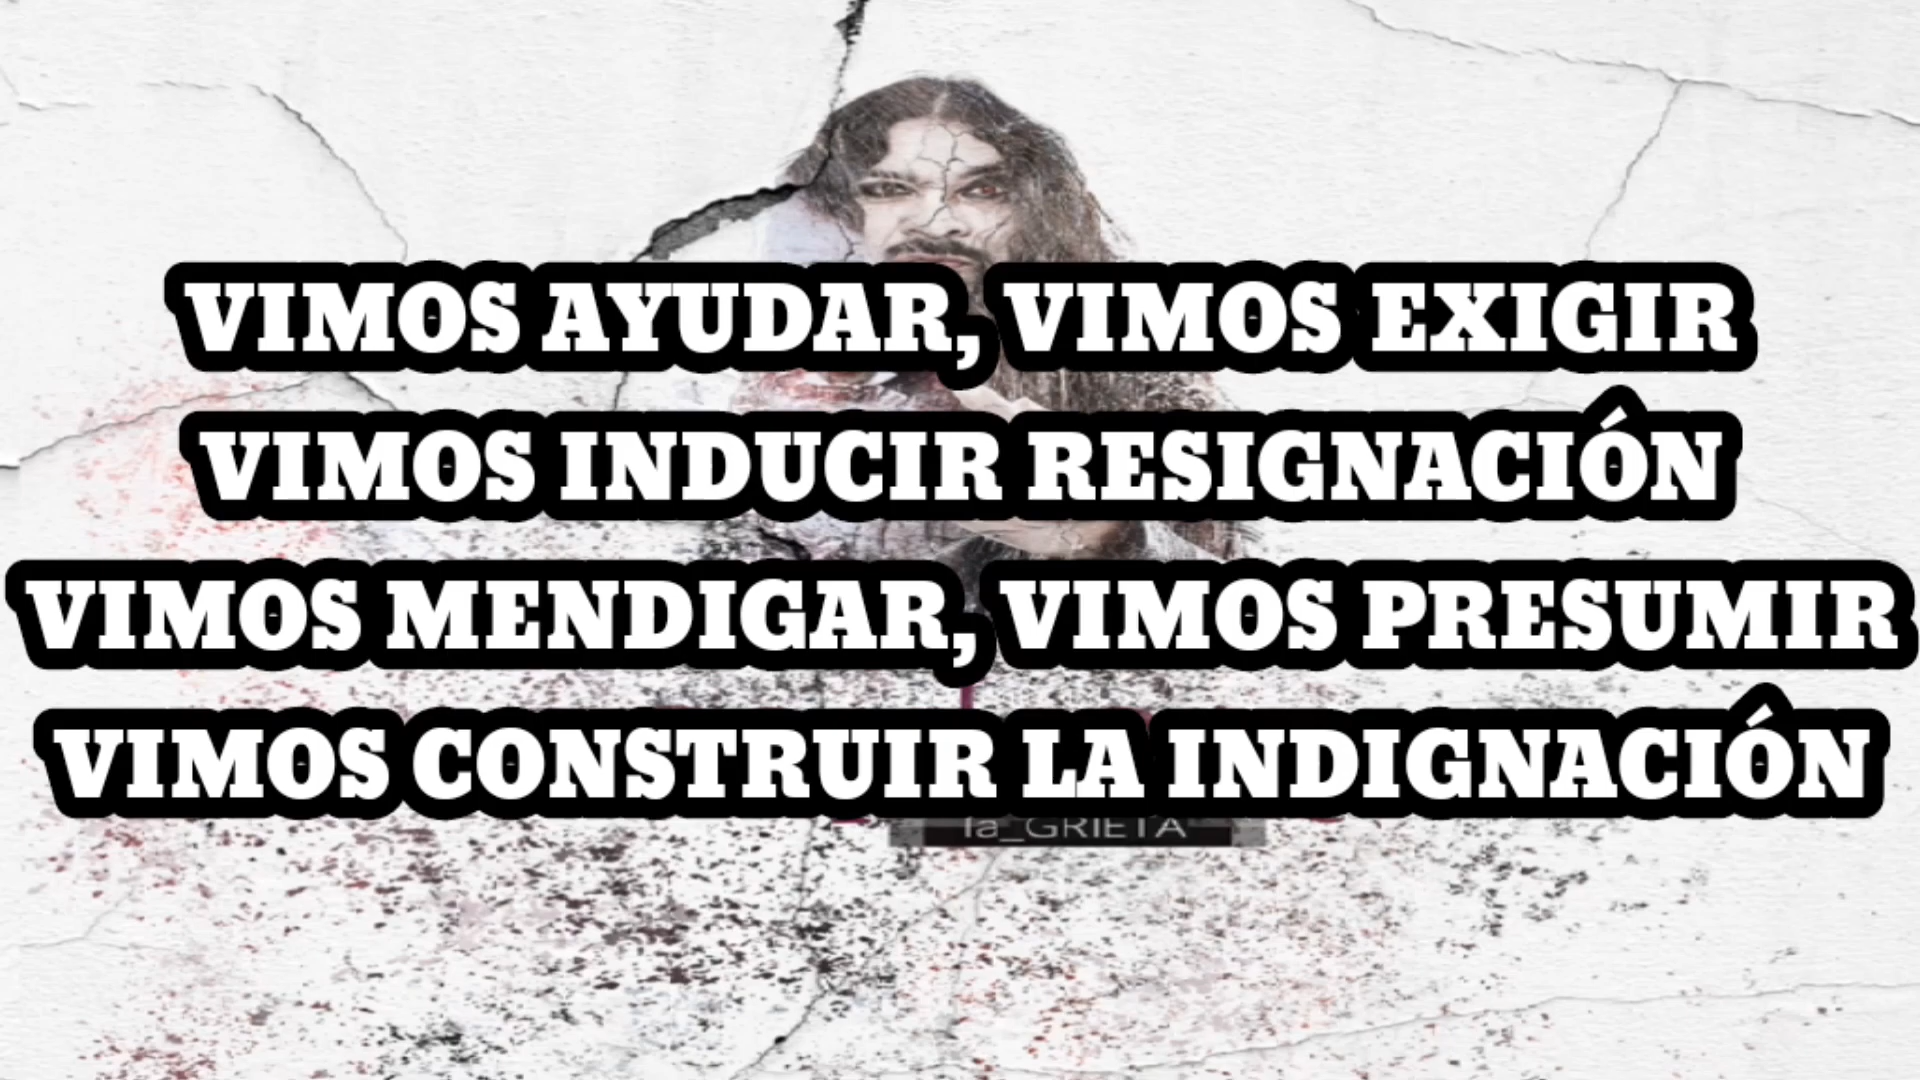 VIMOS AYUDAR, VIMOS EXIGIR
VIMOS INDUCIR RESIGNACIÓN
VIMOS MENDIGAR, VIMOS PRESUMIR
VIMOS CONSTRUIR LA INDIGNACIÓN
la_GRIETA